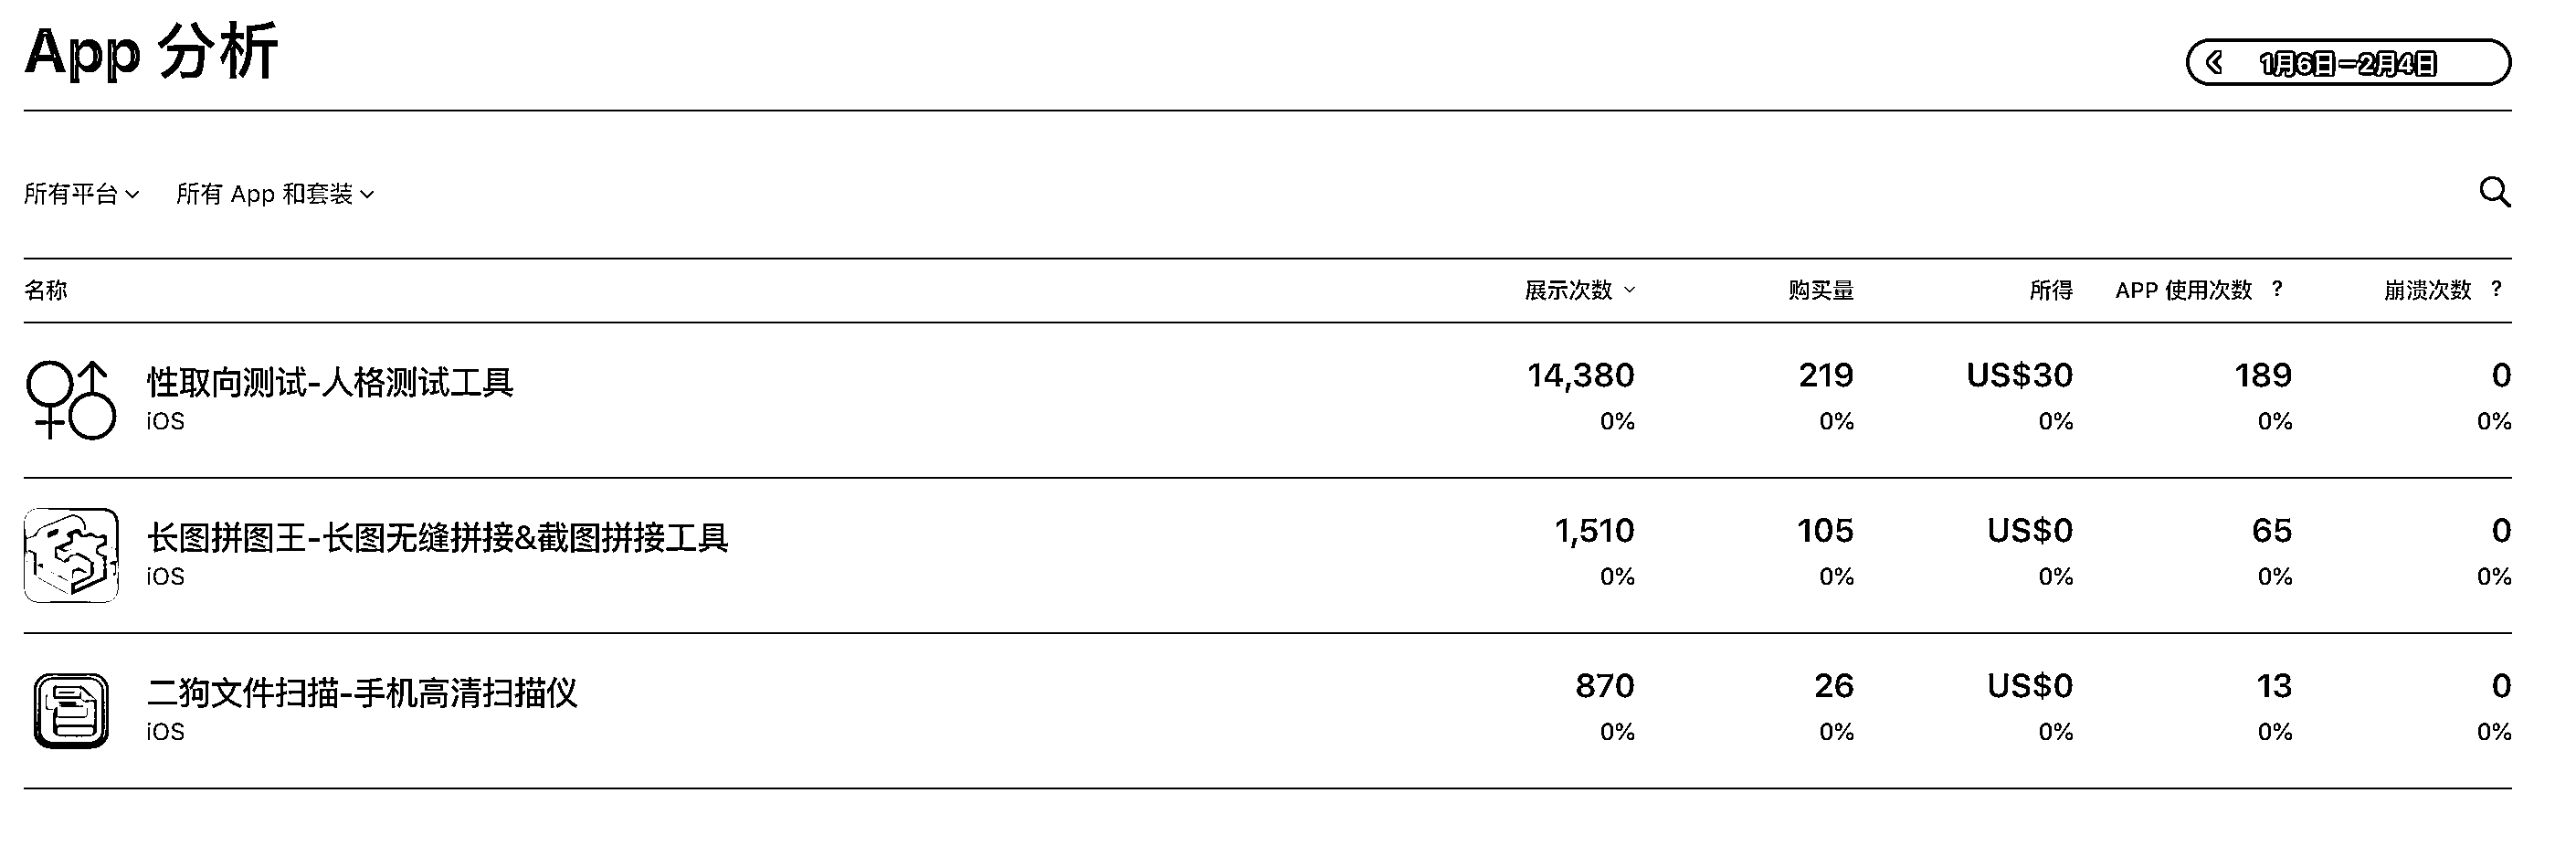 App 分析
1月6日－2月4日
所有平台 所有 App 和套装
名称 展示次数 购买量 所得 APP 使用次数 ? 崩溃次数 ?
性取向测试-人格测试工具 14,380 219 US$30 189 0
iOS 0% 0% 0% 0% 0%
长图拼图王-长图无缝拼接&截图拼接工具 1,510 105 US$0 65 0
iOS 0% 0% 0% 0% 0%
二狗文件扫描-手机高清扫描仪 870 26 US$0 13 0
iOS 0% 0% 0% 0% 0%